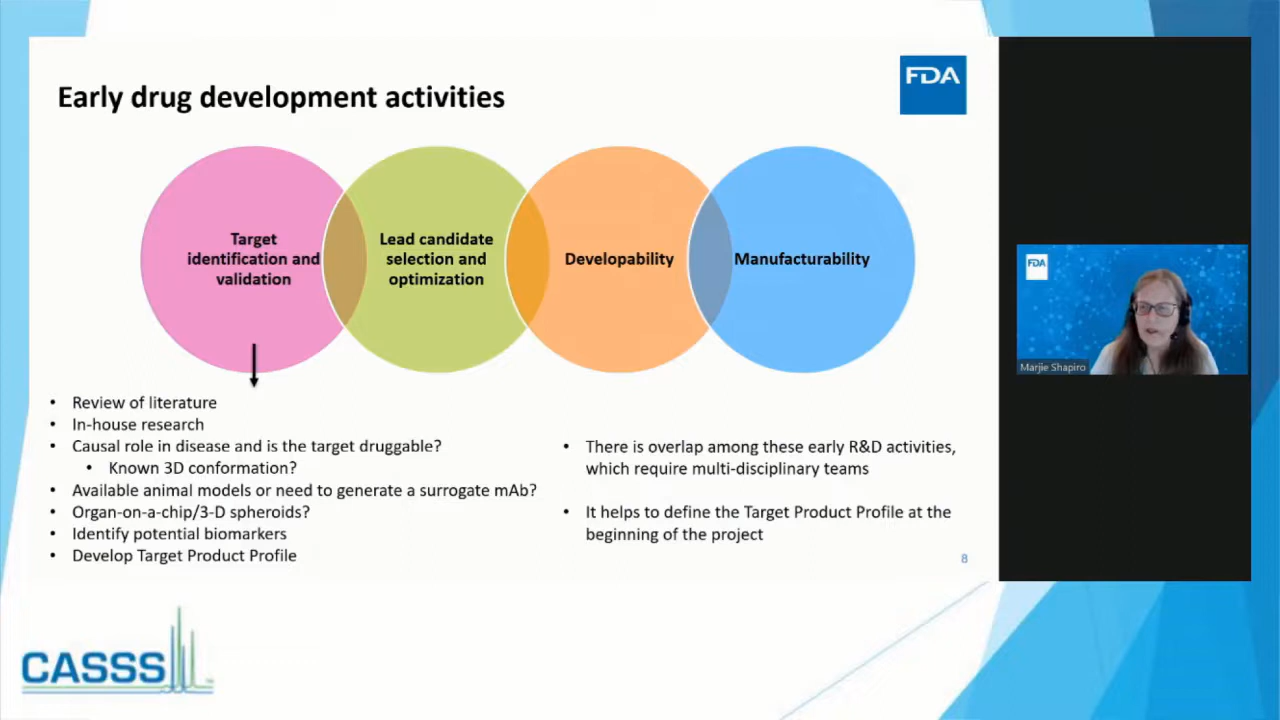 Early drug development activities
FDA
Target
identification and
validation
Lead candidate
selection and
optimization
Developability
Manufacturability
• Review of literature
• In-house research
• Causal role in disease and is the target druggable?
• Known 3D conformation?
• Available animal models or need to generate a surrogate mAb?
• Organ-on-a-chip/3-D spheroids?
• Identify potential biomarkers
• Develop Target Product Profile
• There is overlap among these early R&D activities,
which require multi-disciplinary teams
• It helps to define the Target Product Profile at the
beginning of the project
8
FDA
Marjie Shapiro
CASSS